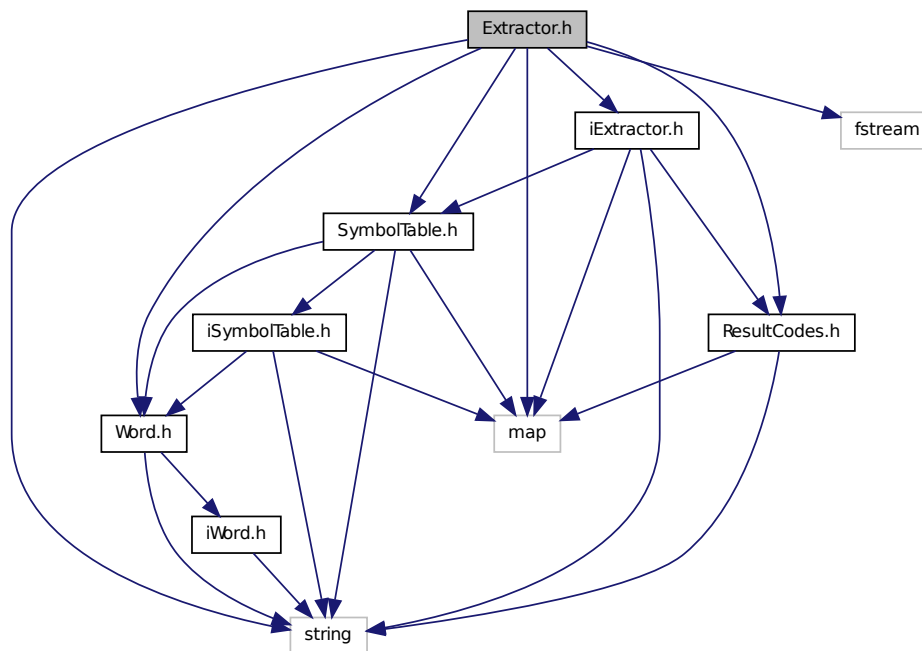 Extractor.h
iExtractor.h
fstream
SymbolTable.h
iSymbolTable.h
ResultCodes.h
Word.h
map
iWord.h
string